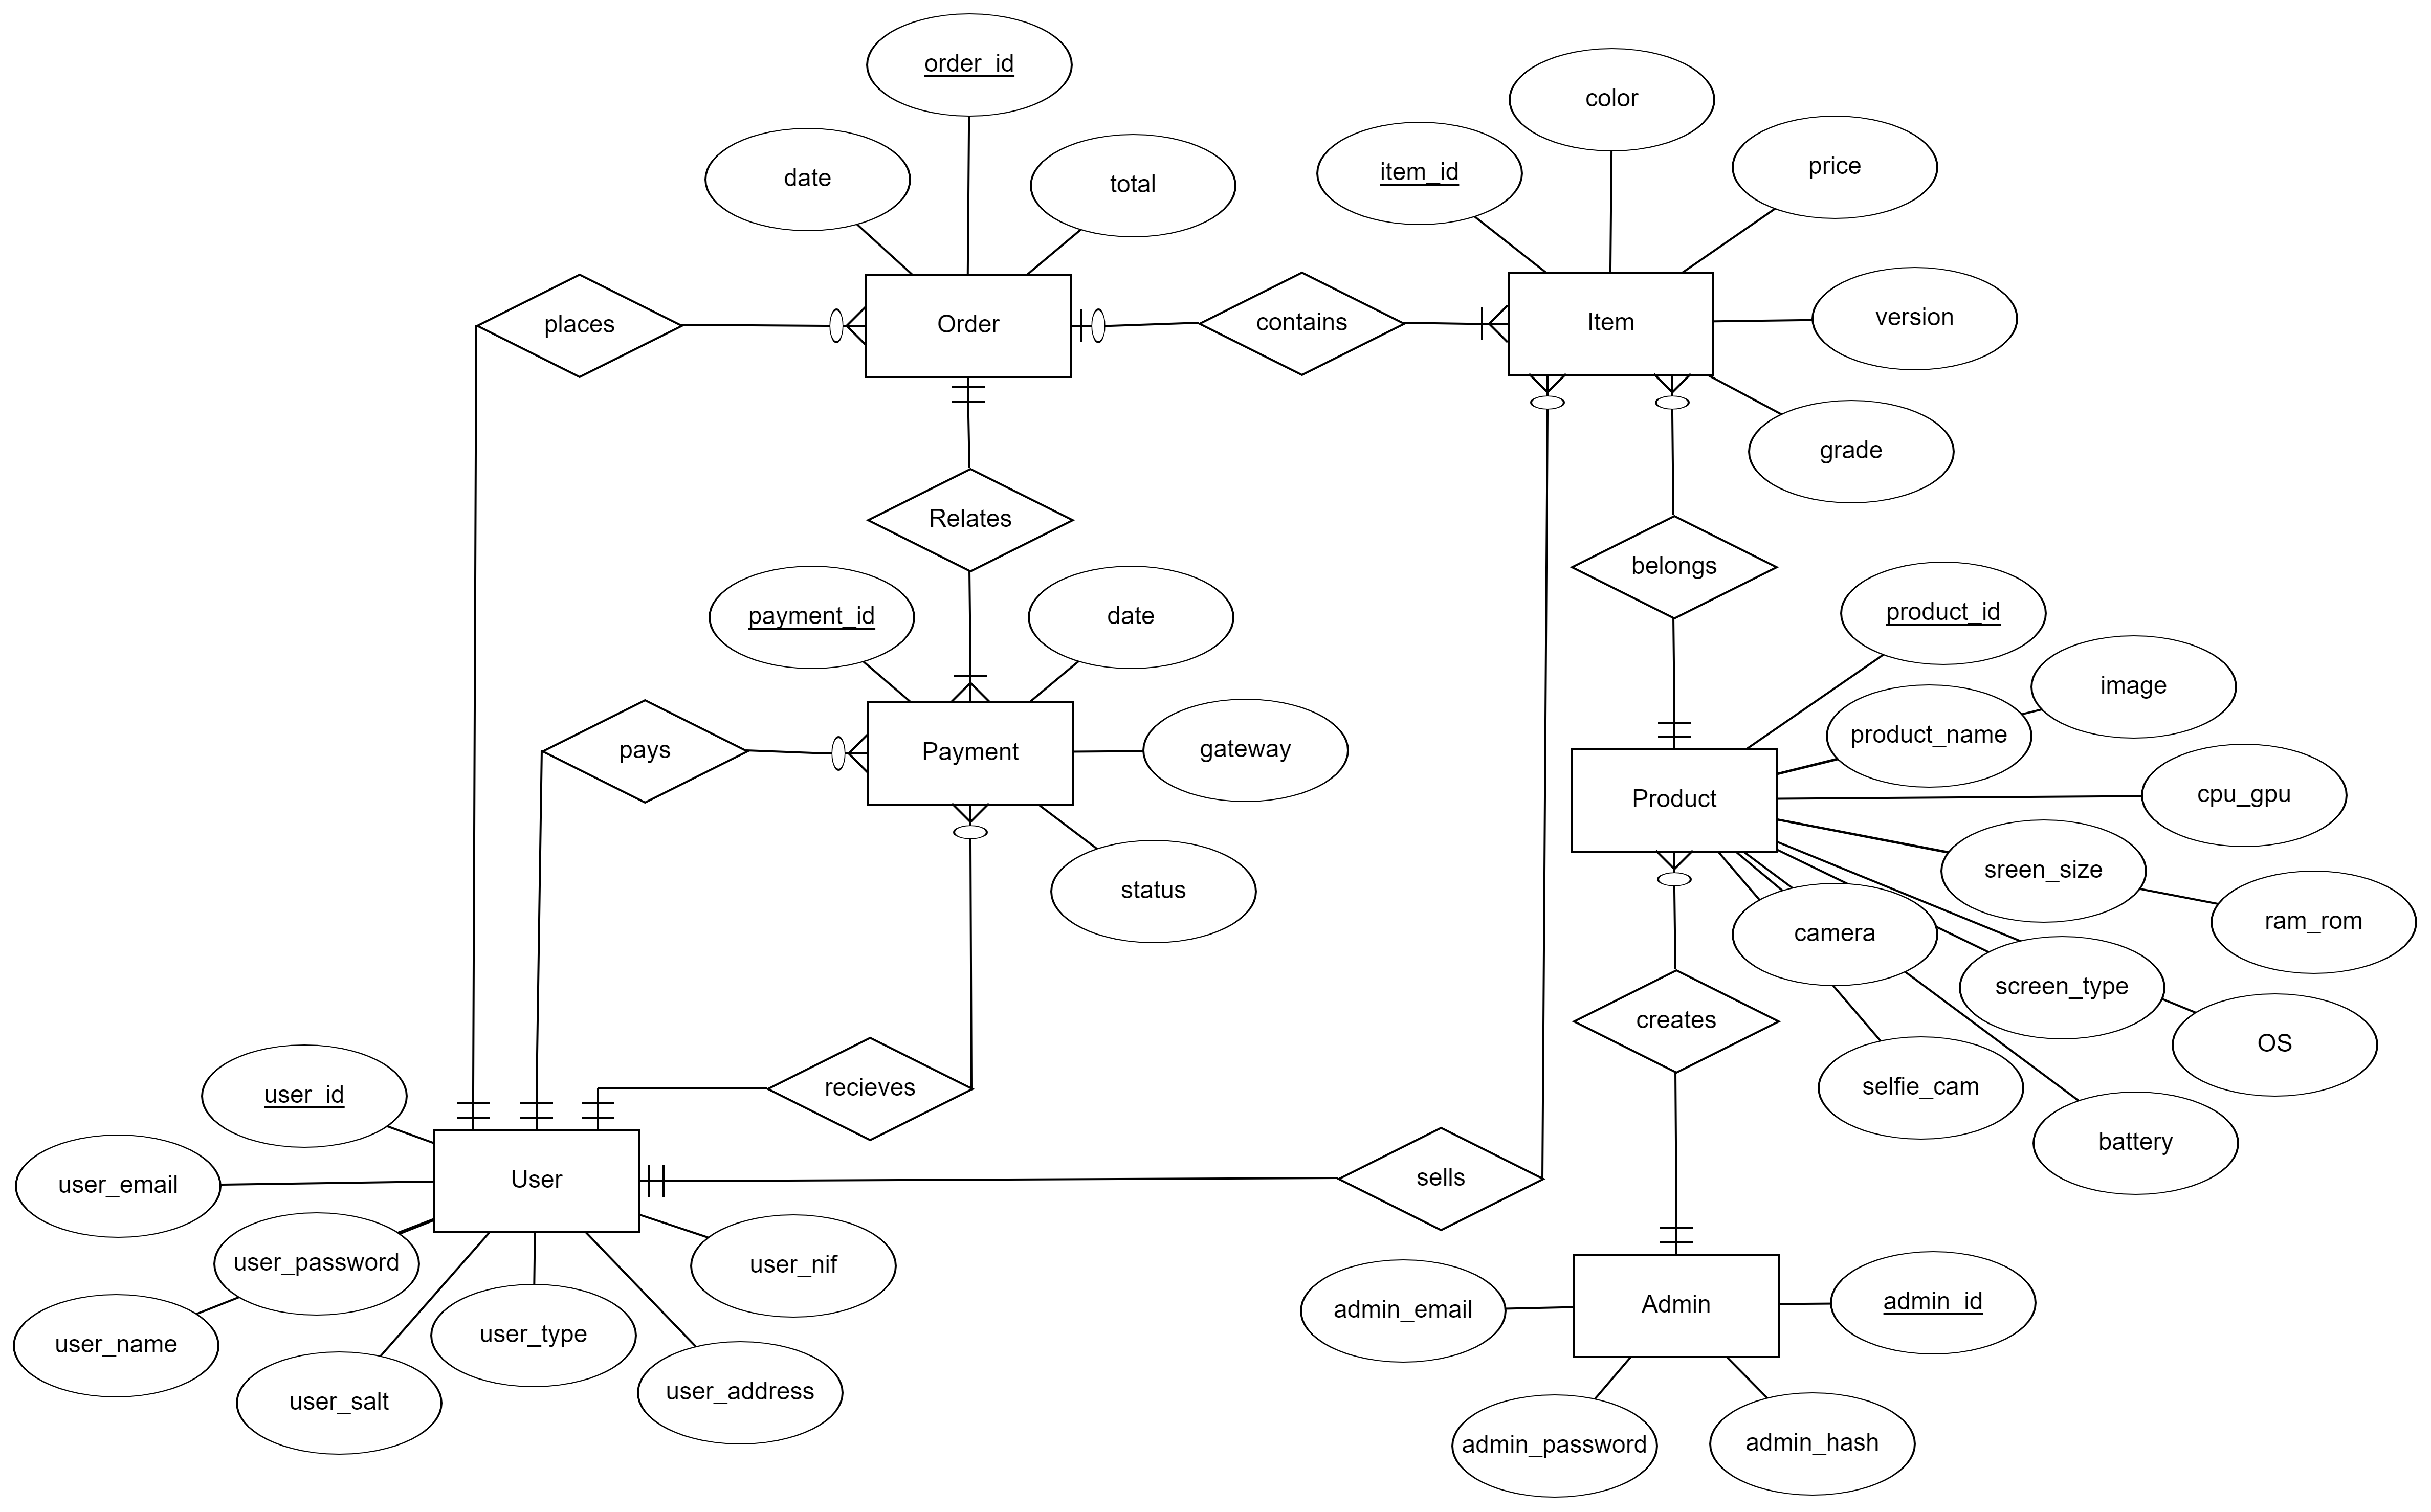 order_id
color
date
total
item_id
price
places
Order
contains
Item
version
grade
Relates
belongs
payment_id
date
product_id
image
product_name
pays
Payment
gateway
Product
cpu_gpu
status
sreen_size
ram_rom
camera
screen_type
creates
OS
user_id
recieves
selfie_cam
battery
user_email
User
sells
user_password
user_nif
admin_email
Admin
admin_id
user_name
user_type
user_salt
user_address
admin_password
admin_hash